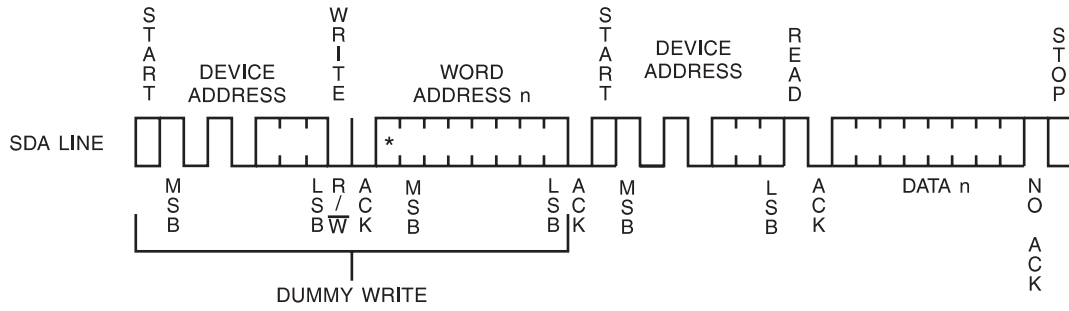 START
DEVICE
ADDRESS
WRITE
WORD
ADDRESS n
START
DEVICE
ADDRESS
READ
STOP
SDA LINE
*
MSB
LSB
R/W
ACK
MSB
LSB
ACK
MSB
LSB
ACK
DATA n
NO ACK
DUMMY WRITE